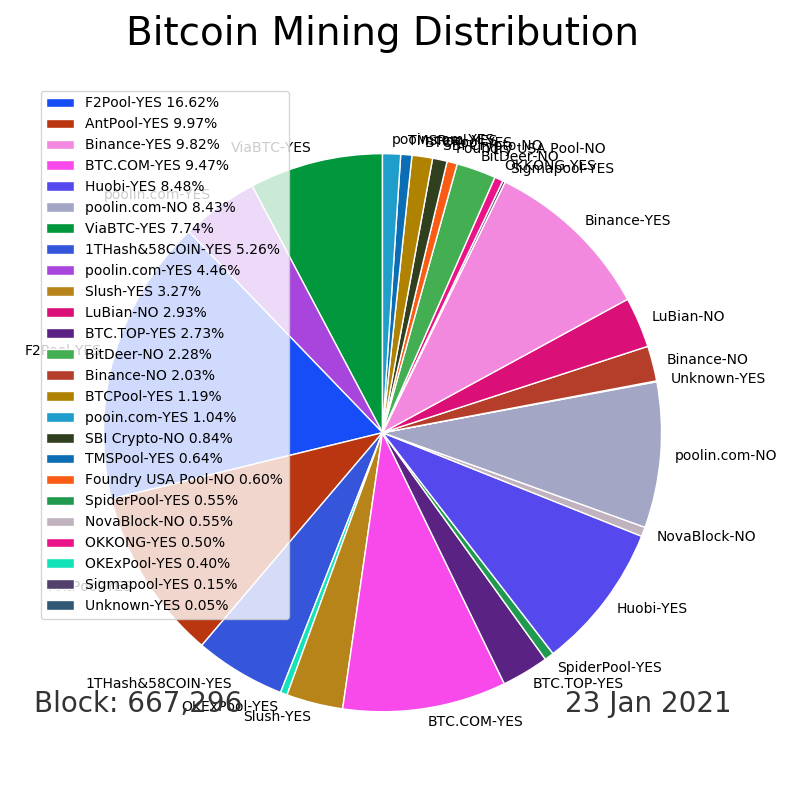 Bitcoin Mining Distribution
F2Pool-YES 16.62%
AntPool-YES 9.97%
Binance-YES 9.82%
BTC.COM-YES 9.47%
Huobi-YES 8.48%
poolin.com-NO 8.43%
ViaBTC-YES 7.74%
1THash&58COIN-YES 5.26%
poolin.com-YES 4.46%
Slush-YES 3.27%
LuBian-NO 2.93%
BTC.TOP-YES 2.73%
BitDeer-NO 2.28%
Binance-NO 2.03%
BTCPool-YES 1.19%
pooin.com-YES 1.04%
SBI Crypto-NO 0.84%
TMSPool-YES 0.64%
Foundry USA Pool-NO 0.60%
SpiderPool-YES 0.55%
NovaBlock-NO 0.55%
OKKONG-YES 0.50%
OKExPool-YES 0.40%
Sigmapool-YES 0.15%
Unknown-YES 0.05%
ViaBTC-YES
poolin.com-YES
F2Pool-YES
BitDeer-NO
OKKONG-YES
Sigmapool-YES
Binance-YES
LuBian-NO
Binance-NO
Unknown-YES
poolin.com-NO
NovaBlock-NO
Huobi-YES
SpiderPool-YES
BTC.TOP-YES
BTC.COM-YES
Slush-YES
OKExPool-YES
1THash&58COIN-YES
Block: 667,296
23 Jan 2021